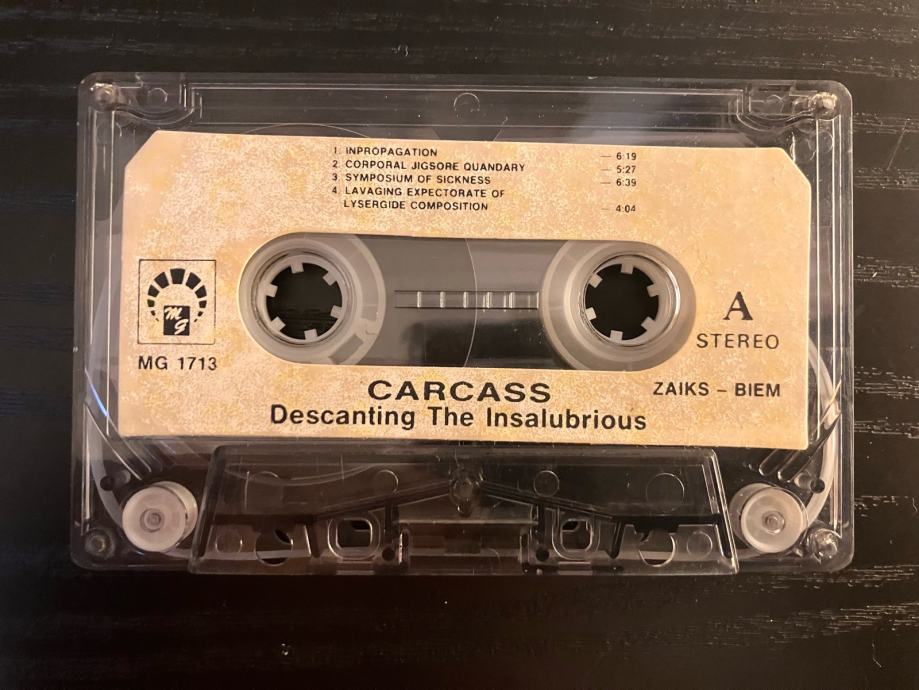 1. INPROPAGATION — 6:19
2. CORPORAL JIGSORE QUANDARY — 5:27
3. SYMPOSIUM OF SICKNESS — 6:39
4. LAVAGING EXPECTORATE OF
LYSERGIDE COMPOSITION — 4:04
MG
MG 1713
A
STEREO
CARCASS
ZAIKS – BIEM
Descanting The Insalubrious